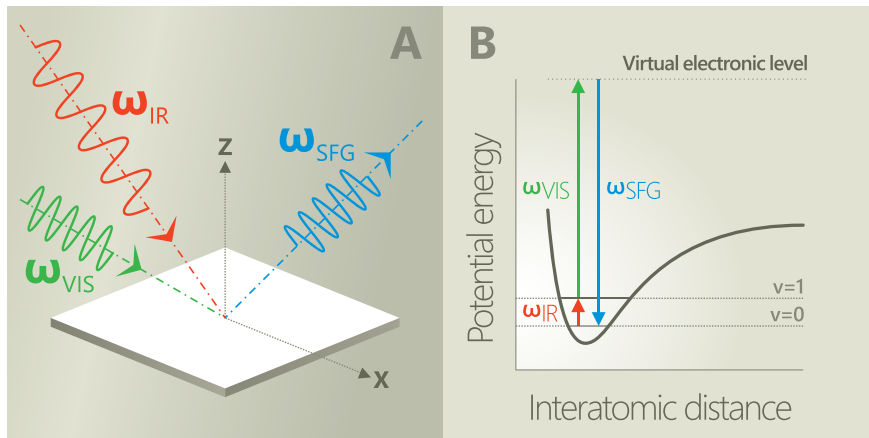 A
ωIR
z
ωSFG
ωVIS
x
B
Virtual electronic level
Potential energy
ωVIS
ωSFG
v=1
ωIR
v=0
Interatomic distance